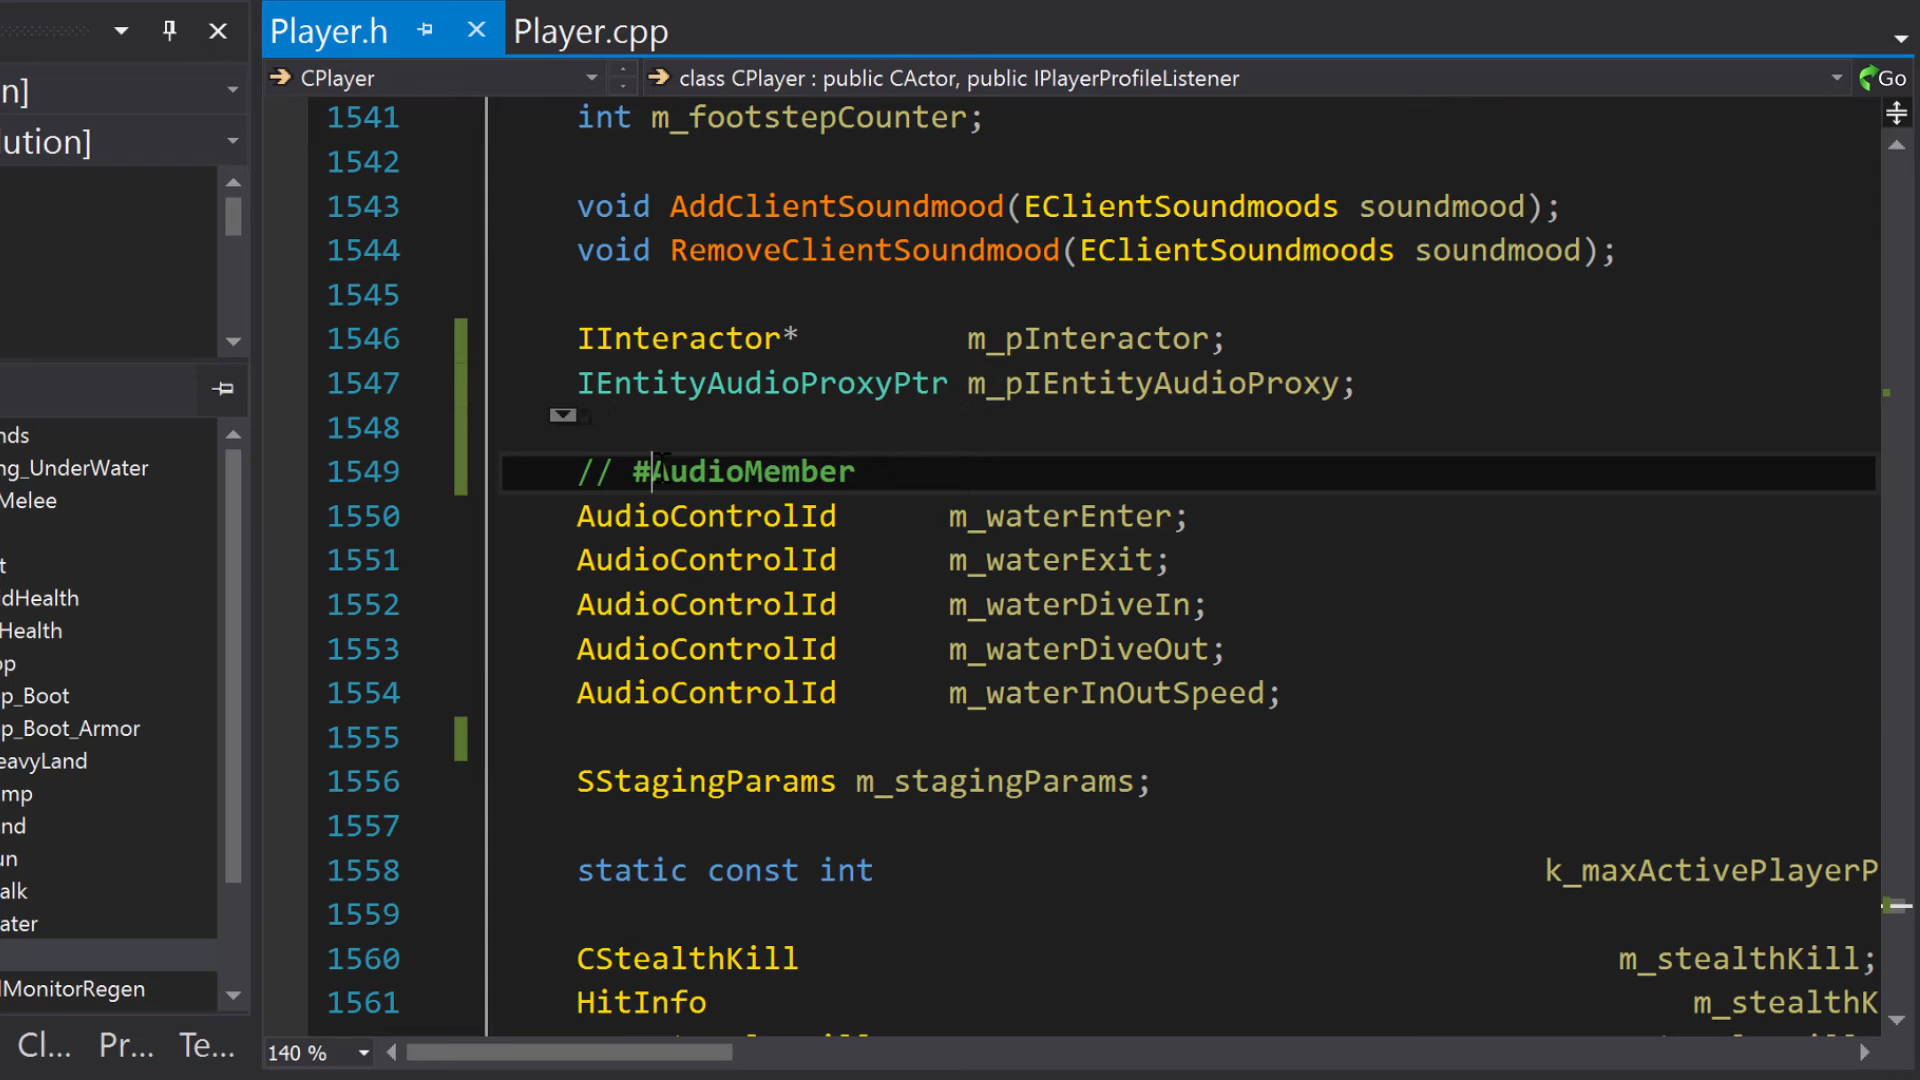 Player.h Player.cpp
n]
CPlayer class CPlayer : public CActor, public IPlayerProfileListener Go
lution]
1541 int m_footstepCounter;
1542
1543 void AddClientSoundmood(EClientSoundmoods soundmood);
1544 void RemoveClientSoundmood(EClientSoundmoods soundmood);
1545
1546 IInteractor* m_pInteractor;
1547 IEntityAudioProxyPtr m_pIEntityAudioProxy;
1548
1549 // #AudioMember
1550 AudioControlId m_waterEnter;
1551 AudioControlId m_waterExit;
1552 AudioControlId m_waterDiveIn;
1553 AudioControlId m_waterDiveOut;
1554 AudioControlId m_waterInOutSpeed;
1555
1556 SStagingParams m_stagingParams;
1557
1558 static const int k_maxActivePlayerP
1559
1560 CStealthKill m_stealthKill;
1561 HitInfo m_stealthK
nds
ng_UnderWater
Melee
t
dHealth
Health
op
p_Boot
p_Boot_Armor
eavyLand
mp
nd
un
alk
ater
MonitorRegen
Cl... Pr... Te...
140 %